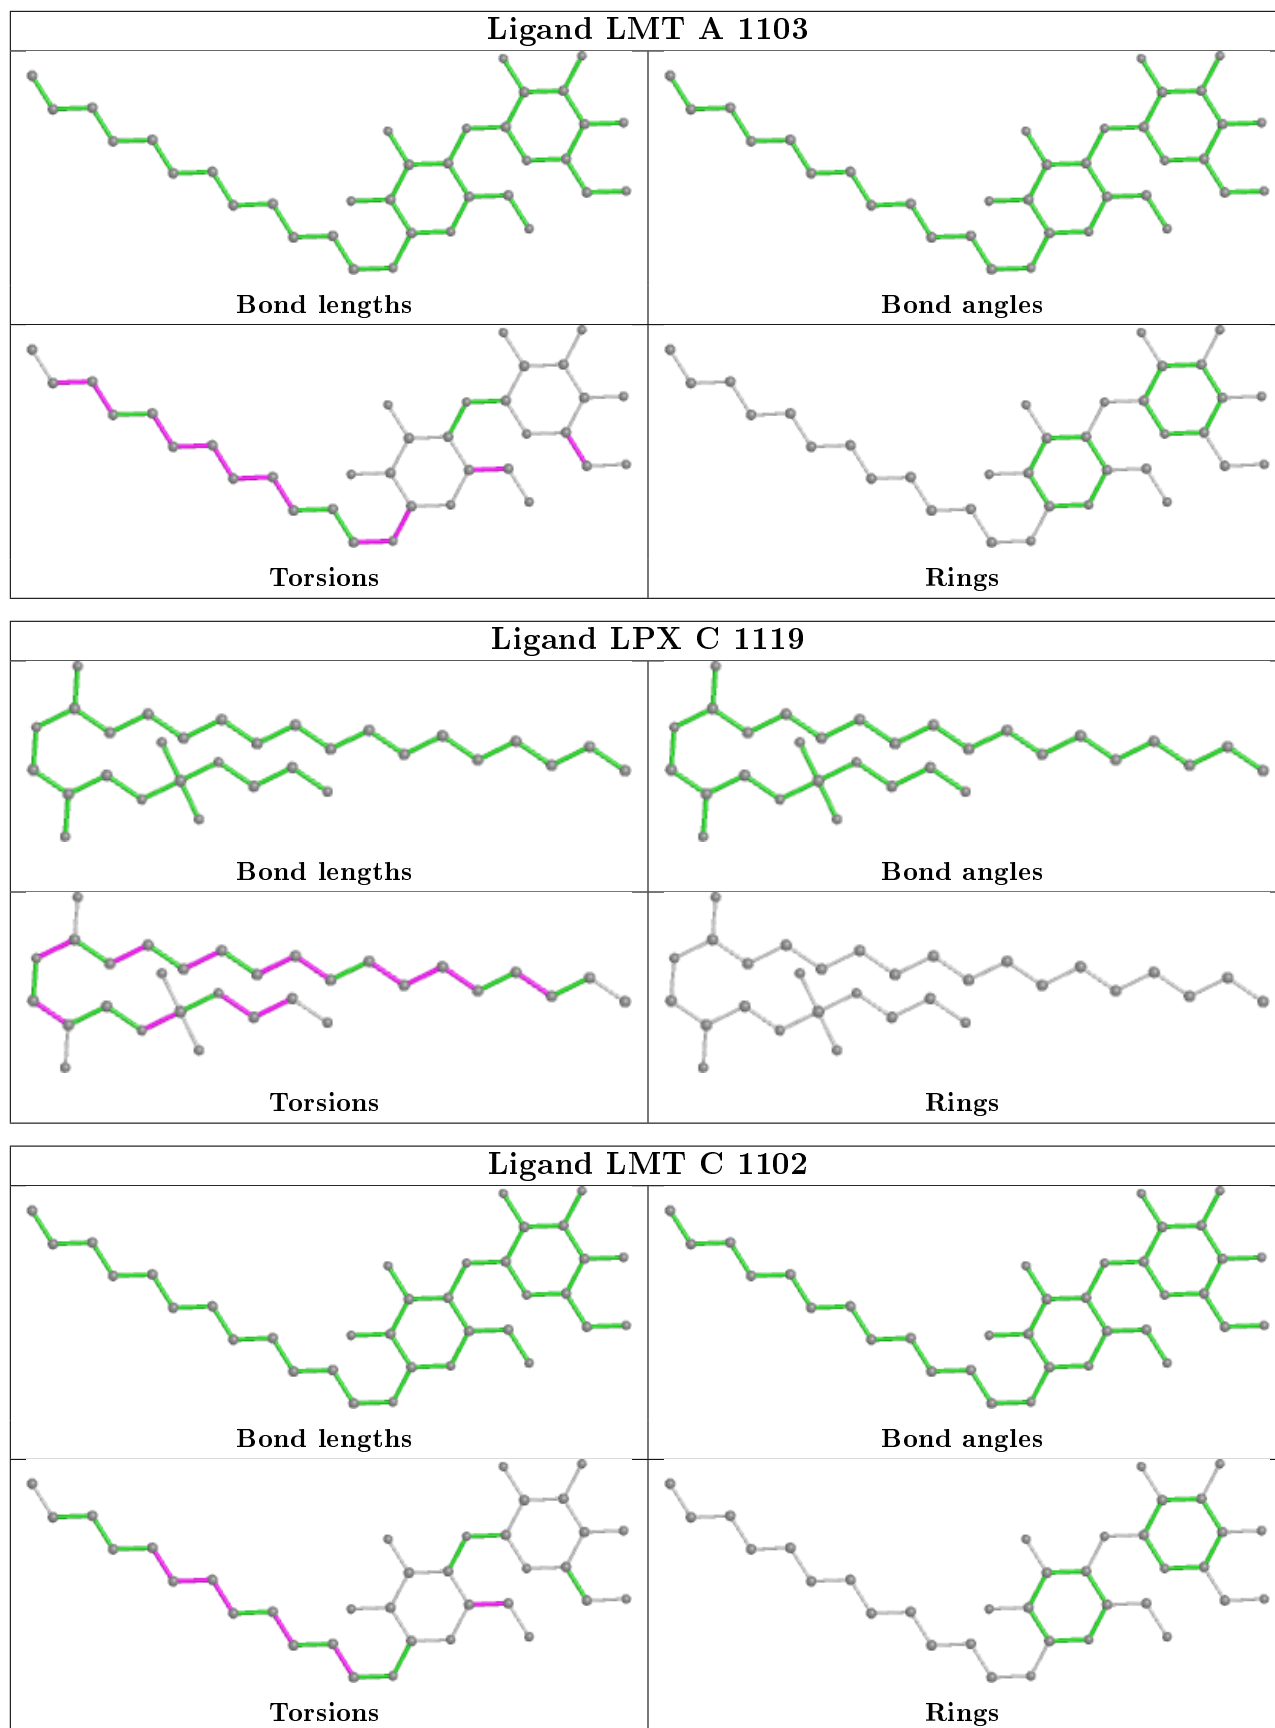 Ligand LMT A 1103
Bond lengths
Bond angles
Torsions
Rings
Ligand LPX C 1119
Bond lengths
Bond angles
Torsions
Rings
Ligand LMT C 1102
Bond lengths
Bond angles
Torsions
Rings